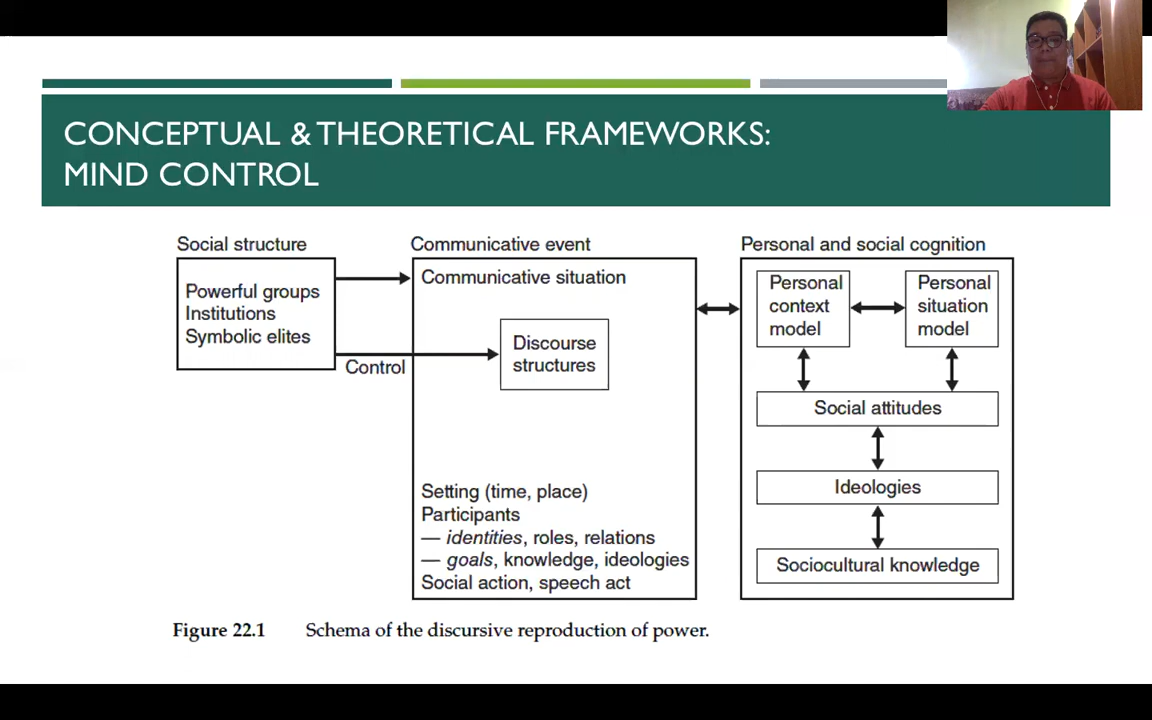 CONCEPTUAL & THEORETICAL FRAMEWORKS:
MIND CONTROL
Social structure
Powerful groups
Institutions
Symbolic elites
Control
Communicative event
Communicative situation
Discourse
structures
Setting (time, place)
Participants
— identities, roles, relations
— goals, knowledge, ideologies
Social action, speech act
Personal and social cognition
Personal
context
model
Personal
situation
model
Social attitudes
Ideologies
Sociocultural knowledge
Figure 22.1 Schema of the discursive reproduction of power.